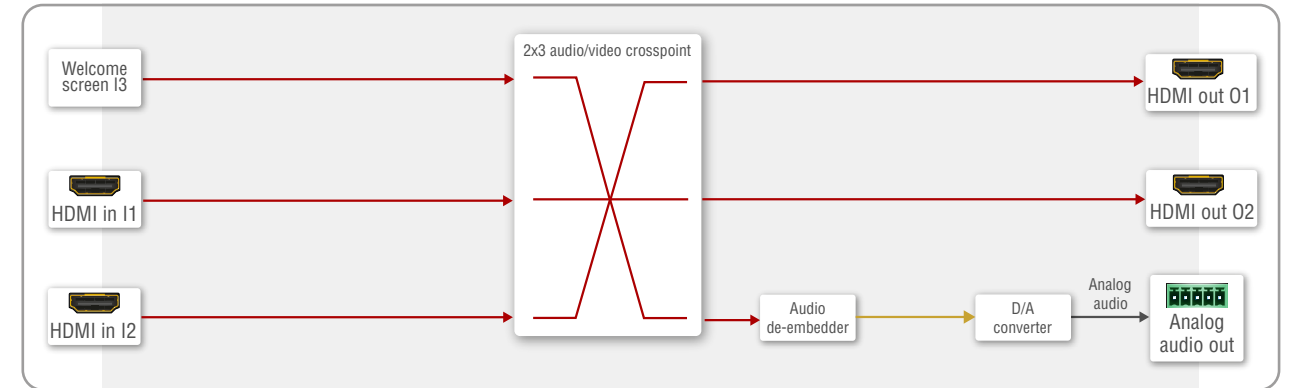 2x3 audio/video crosspoint
Welcome
screen I3
HDMI out O1
HDMI in I1
HDMI out O2
HDMI in I2
Audio
de-embedder
D/A
converter
Analog
audio
Analog
audio out